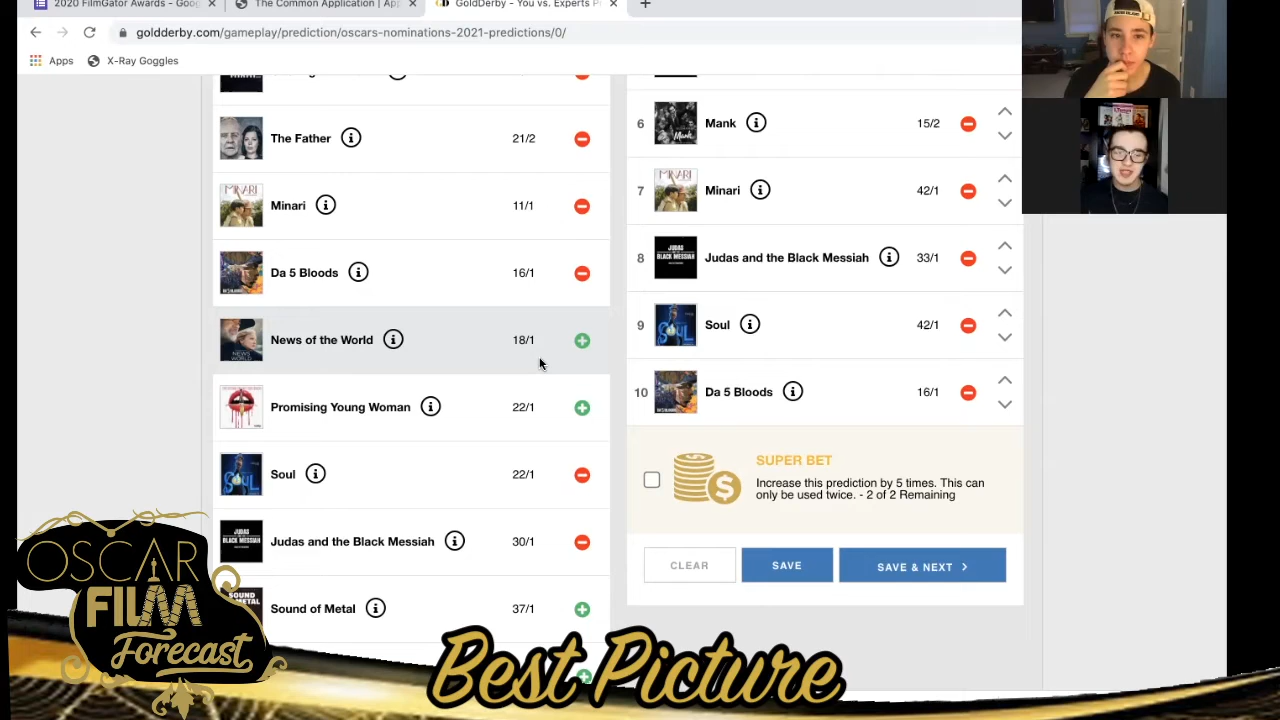 2020 FilmGator Awards - Goog
The Common Application | App
GoldDerby - You vs. Experts P
goldderby.com/gameplay/prediction/oscars-nominations-2021-predictions/0/
Apps
X-Ray Goggles
The Father 21/2
Minari 11/1
Da 5 Bloods 16/1
News of the World 18/1
Promising Young Woman 22/1
Soul 22/1
Judas and the Black Messiah 30/1
Sound of Metal 37/1
6 Mank 15/2
7 Minari 42/1
8 Judas and the Black Messiah 33/1
9 Soul 42/1
10 Da 5 Bloods 16/1
SUPER BET
Increase this prediction by 5 times. This can
only be used twice. - 2 of 2 Remaining
CLEAR
SAVE
SAVE & NEXT
OSCAR
FILM
Forecast
Best Picture